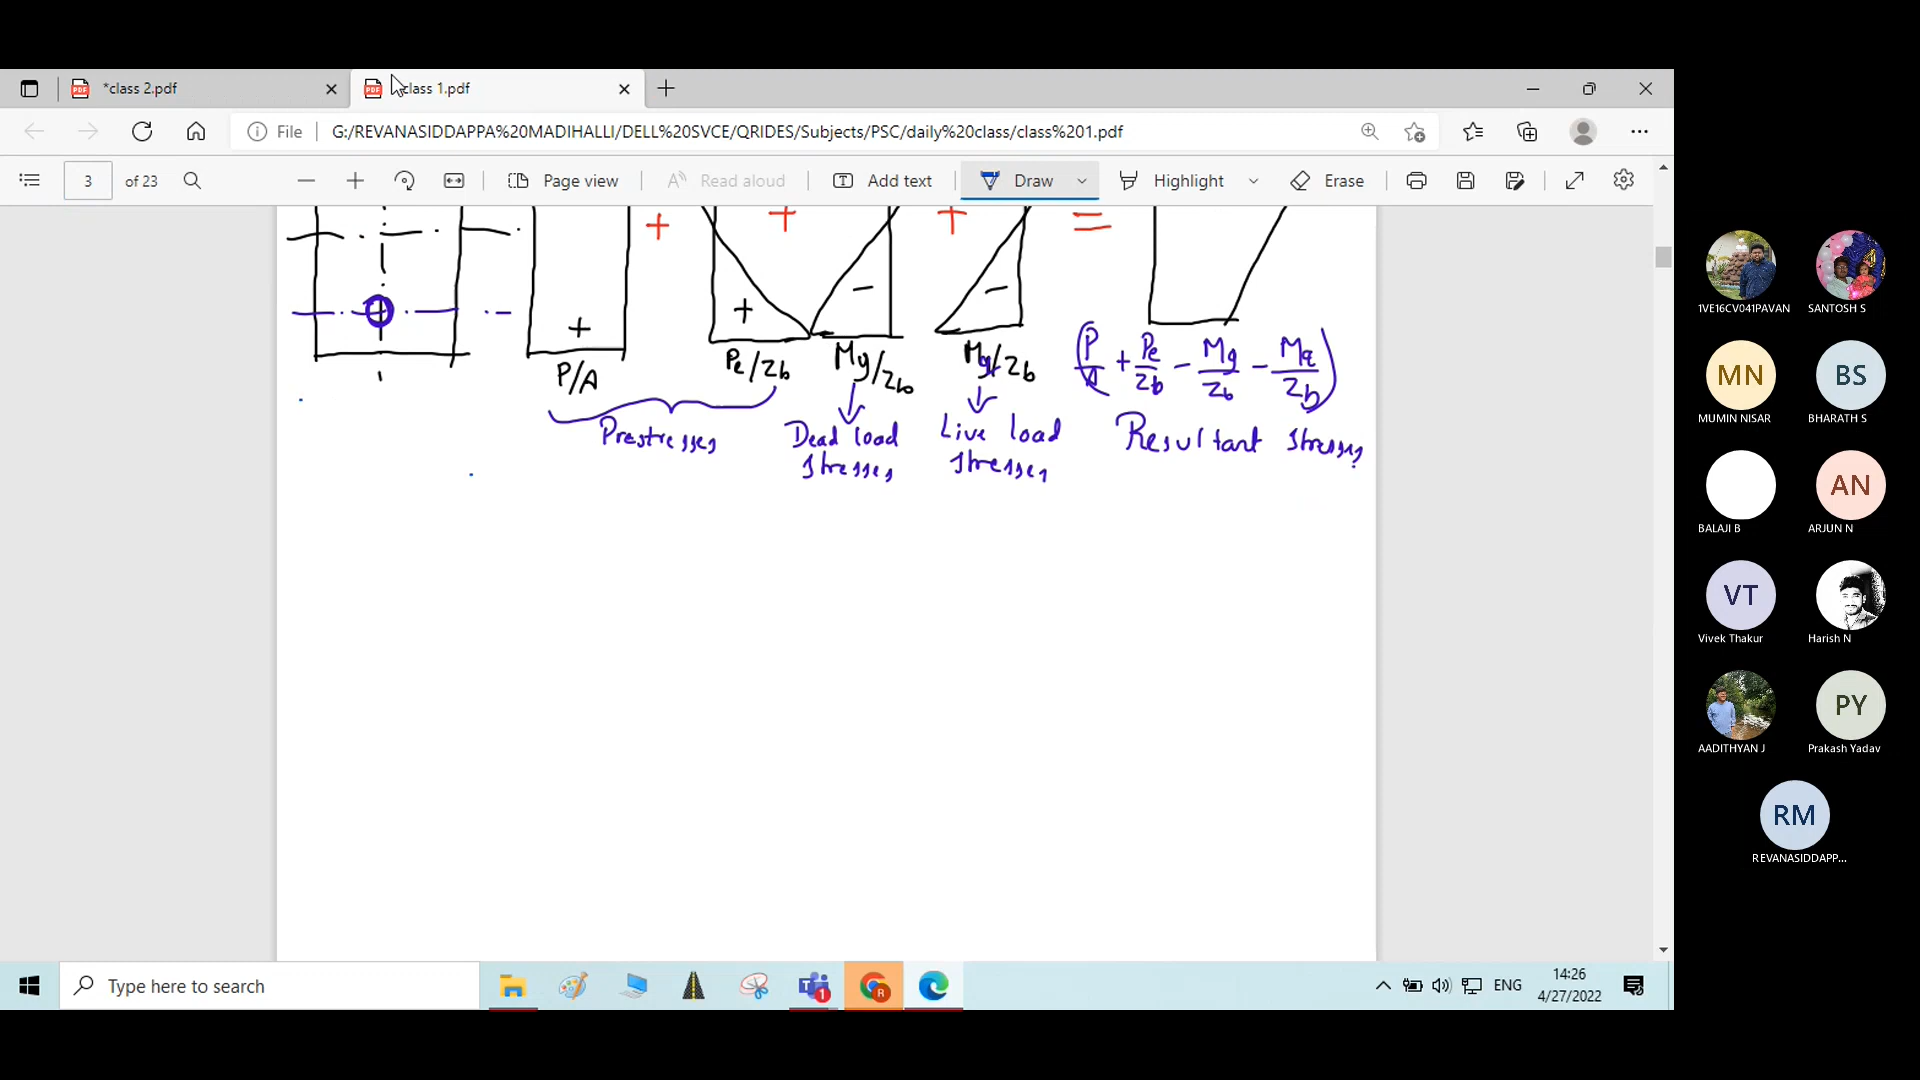 *class 2.pdf
class 1.pdf
File
G:/REVANASIDDAPPA%20MADIHALLI/DELL%20SVCE/QRIDES/Subjects/PSC/daily%20class/class%201.pdf
3 of 23
Page view
Read aloud
Add text
Draw
Highlight
Erase
+ + + =
+ + - -
P/A
Pe/Zb
Mg/Zb
Mq/Zb
(P/A + Pe/Zb - Mg/Zb - Mq/Zb)
Prestresses
Dead load
stresses
Live load
stresses
Resultant stresses
1VE16CV041PAVAN
SANTOSH S
MN
BS
MUMIN NISAR
BHARATH S
AN
BALAJI B
ARJUN N
VT
Vivek Thakur
Harish N
PY
AADITHYAN J
Prakash Yadav
RM
REVANASIDDAPP...
Type here to search
1
R
ENG
14:26
4/27/2022